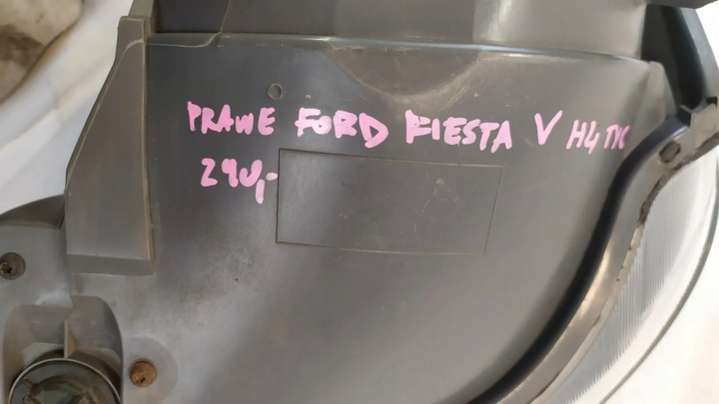 PRAWE FORD FIESTA V H4 TYC
290,-